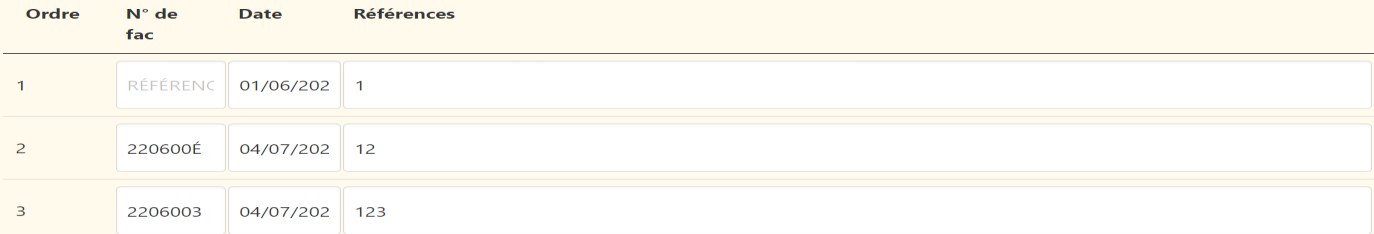 Ordre N° de fac Date Références
1 RÉFÉRENC 01/06/202 1
2 220600É 04/07/202 12
3 2206003 04/07/202 123